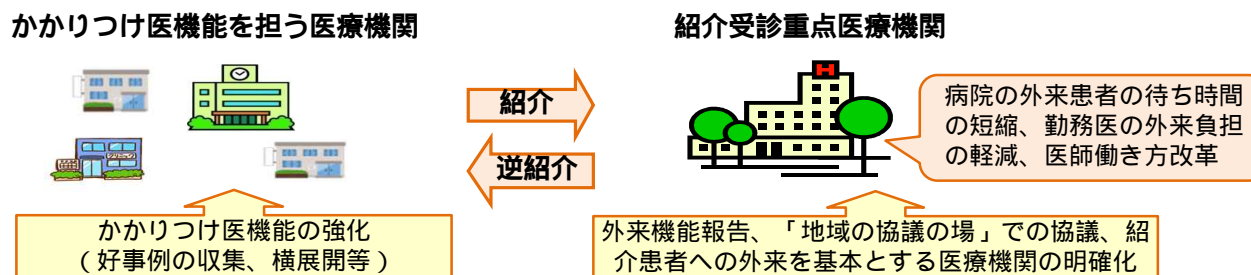 かかりつけ医機能を担う医療機関
紹介受診重点医療機関
紹介
逆紹介
病院の外来患者の待ち時間
の短縮、勤務医の外来負担
の軽減、医師働き方改革
かかりつけ医機能の強化
（好事例の収集、横展開等）
外来機能報告、「地域の協議の場」での協議、紹
介患者への外来を基本とする医療機関の明確化
クリニック
H